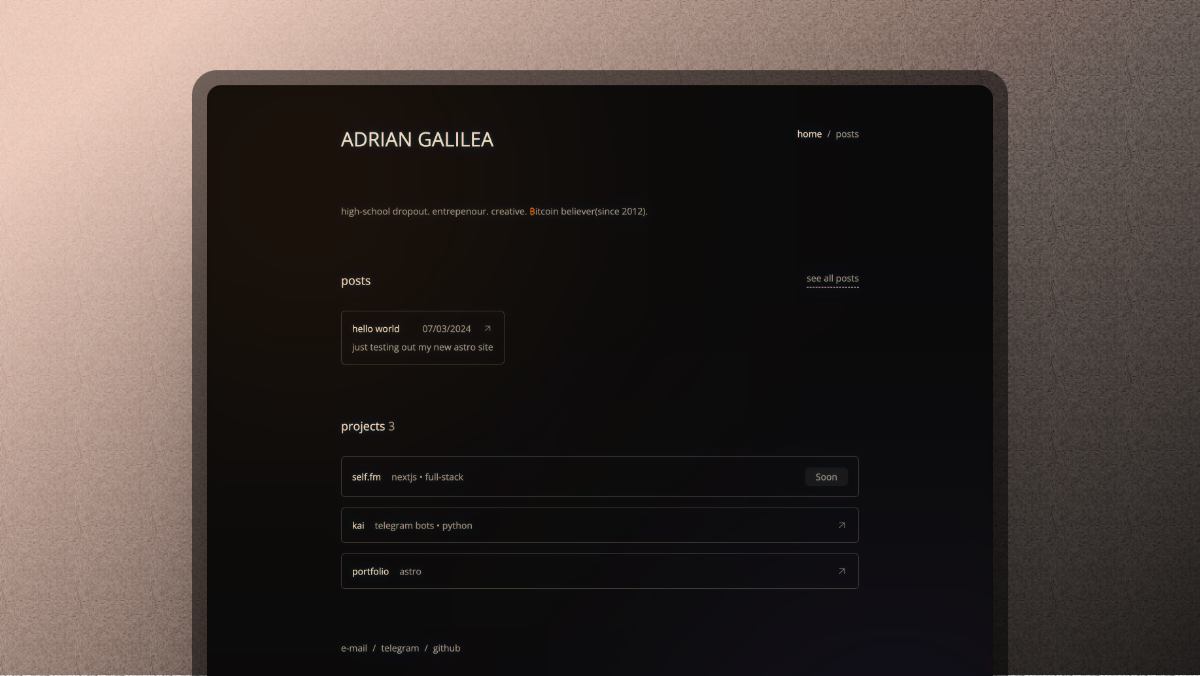 ADRIAN GALILEA
home / posts
high-school dropout. entrepenour. creative. ₿itcoin believer(since 2012).
posts
see all posts
hello world 07/03/2024
just testing out my new astro site
projects 3
self.fm nextjs • full-stack Soon
kai telegram bots • python
portfolio astro
e-mail / telegram / github